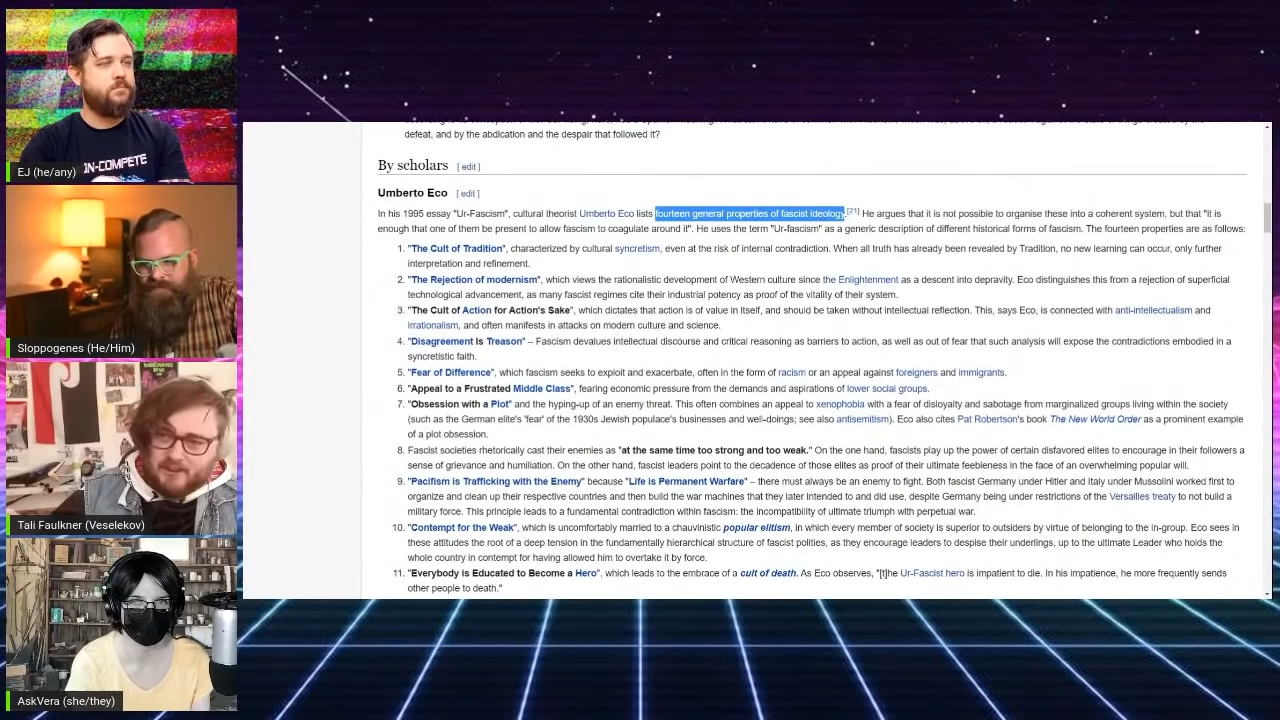 ON-COMPETE
EJ (he/any)
Sloppogenes (He/Him)
Tali Faulkner (Veselekov)
AskVera (she/they)
defeat, and by the abdication and the despair that followed it?
By scholars [ edit ]
Umberto Eco [ edit ]
In his 1995 essay "Ur-Fascism", cultural theorist Umberto Eco lists fourteen general properties of fascist ideology.[21] He argues that it is not possible to organise these into a coherent system, but that "it is
enough that one of them be present to allow fascism to coagulate around it". He uses the term "Ur-fascism" as a generic description of different historical forms of fascism. The fourteen properties are as follows:
1. "The Cult of Tradition", characterized by cultural syncretism, even at the risk of internal contradiction. When all truth has already been revealed by Tradition, no new learning can occur, only further
interpretation and refinement.
2. "The Rejection of modernism", which views the rationalistic development of Western culture since the Enlightenment as a descent into depravity. Eco distinguishes this from a rejection of superficial
technological advancement, as many fascist regimes cite their industrial potency as proof of the vitality of their system.
3. "The Cult of Action for Action's Sake", which dictates that action is of value in itself, and should be taken without intellectual reflection. This, says Eco, is connected with anti-intellectualism and
irrationalism, and often manifests in attacks on modern culture and science.
4. "Disagreement Is Treason" – Fascism devalues intellectual discourse and critical reasoning as barriers to action, as well as out of fear that such analysis will expose the contradictions embodied in a
syncretistic faith.
5. "Fear of Difference", which fascism seeks to exploit and exacerbate, often in the form of racism or an appeal against foreigners and immigrants.
6. "Appeal to a Frustrated Middle Class", fearing economic pressure from the demands and aspirations of lower social groups.
7. "Obsession with a Plot" and the hyping-up of an enemy threat. This often combines an appeal to xenophobia with a fear of disloyalty and sabotage from marginalized groups living within the society
(such as the German elite's 'fear' of the 1930s Jewish populace's businesses and well-doings; see also antisemitism). Eco also cites Pat Robertson's book The New World Order as a prominent example
of a plot obsession.
8. Fascist societies rhetorically cast their enemies as "at the same time too strong and too weak." On the one hand, fascists play up the power of certain disfavored elites to encourage in their followers a
sense of grievance and humiliation. On the other hand, fascist leaders point to the decadence of those elites as proof of their ultimate feebleness in the face of an overwhelming popular will.
9. "Pacifism is Trafficking with the Enemy" because "Life is Permanent Warfare" – there must always be an enemy to fight. Both fascist Germany under Hitler and Italy under Mussolini worked first to
organize and clean up their respective countries and then build the war machines that they later intended to and did use, despite Germany being under restrictions of the Versailles treaty to not build a
military force. This principle leads to a fundamental contradiction within fascism: the incompatibility of ultimate triumph with perpetual war.
10. "Contempt for the Weak", which is uncomfortably married to a chauvinistic popular elitism, in which every member of society is superior to outsiders by virtue of belonging to the in-group. Eco sees in
these attitudes the root of a deep tension in the fundamentally hierarchical structure of fascist polities, as they encourage leaders to despise their underlings, up to the ultimate Leader who holds the
whole country in contempt for having allowed him to overtake it by force.
11. "Everybody is Educated to Become a Hero", which leads to the embrace of a cult of death. As Eco observes, "[t]he Ur-Fascist hero is impatient to die. In his impatience, he more frequently sends
other people to death."